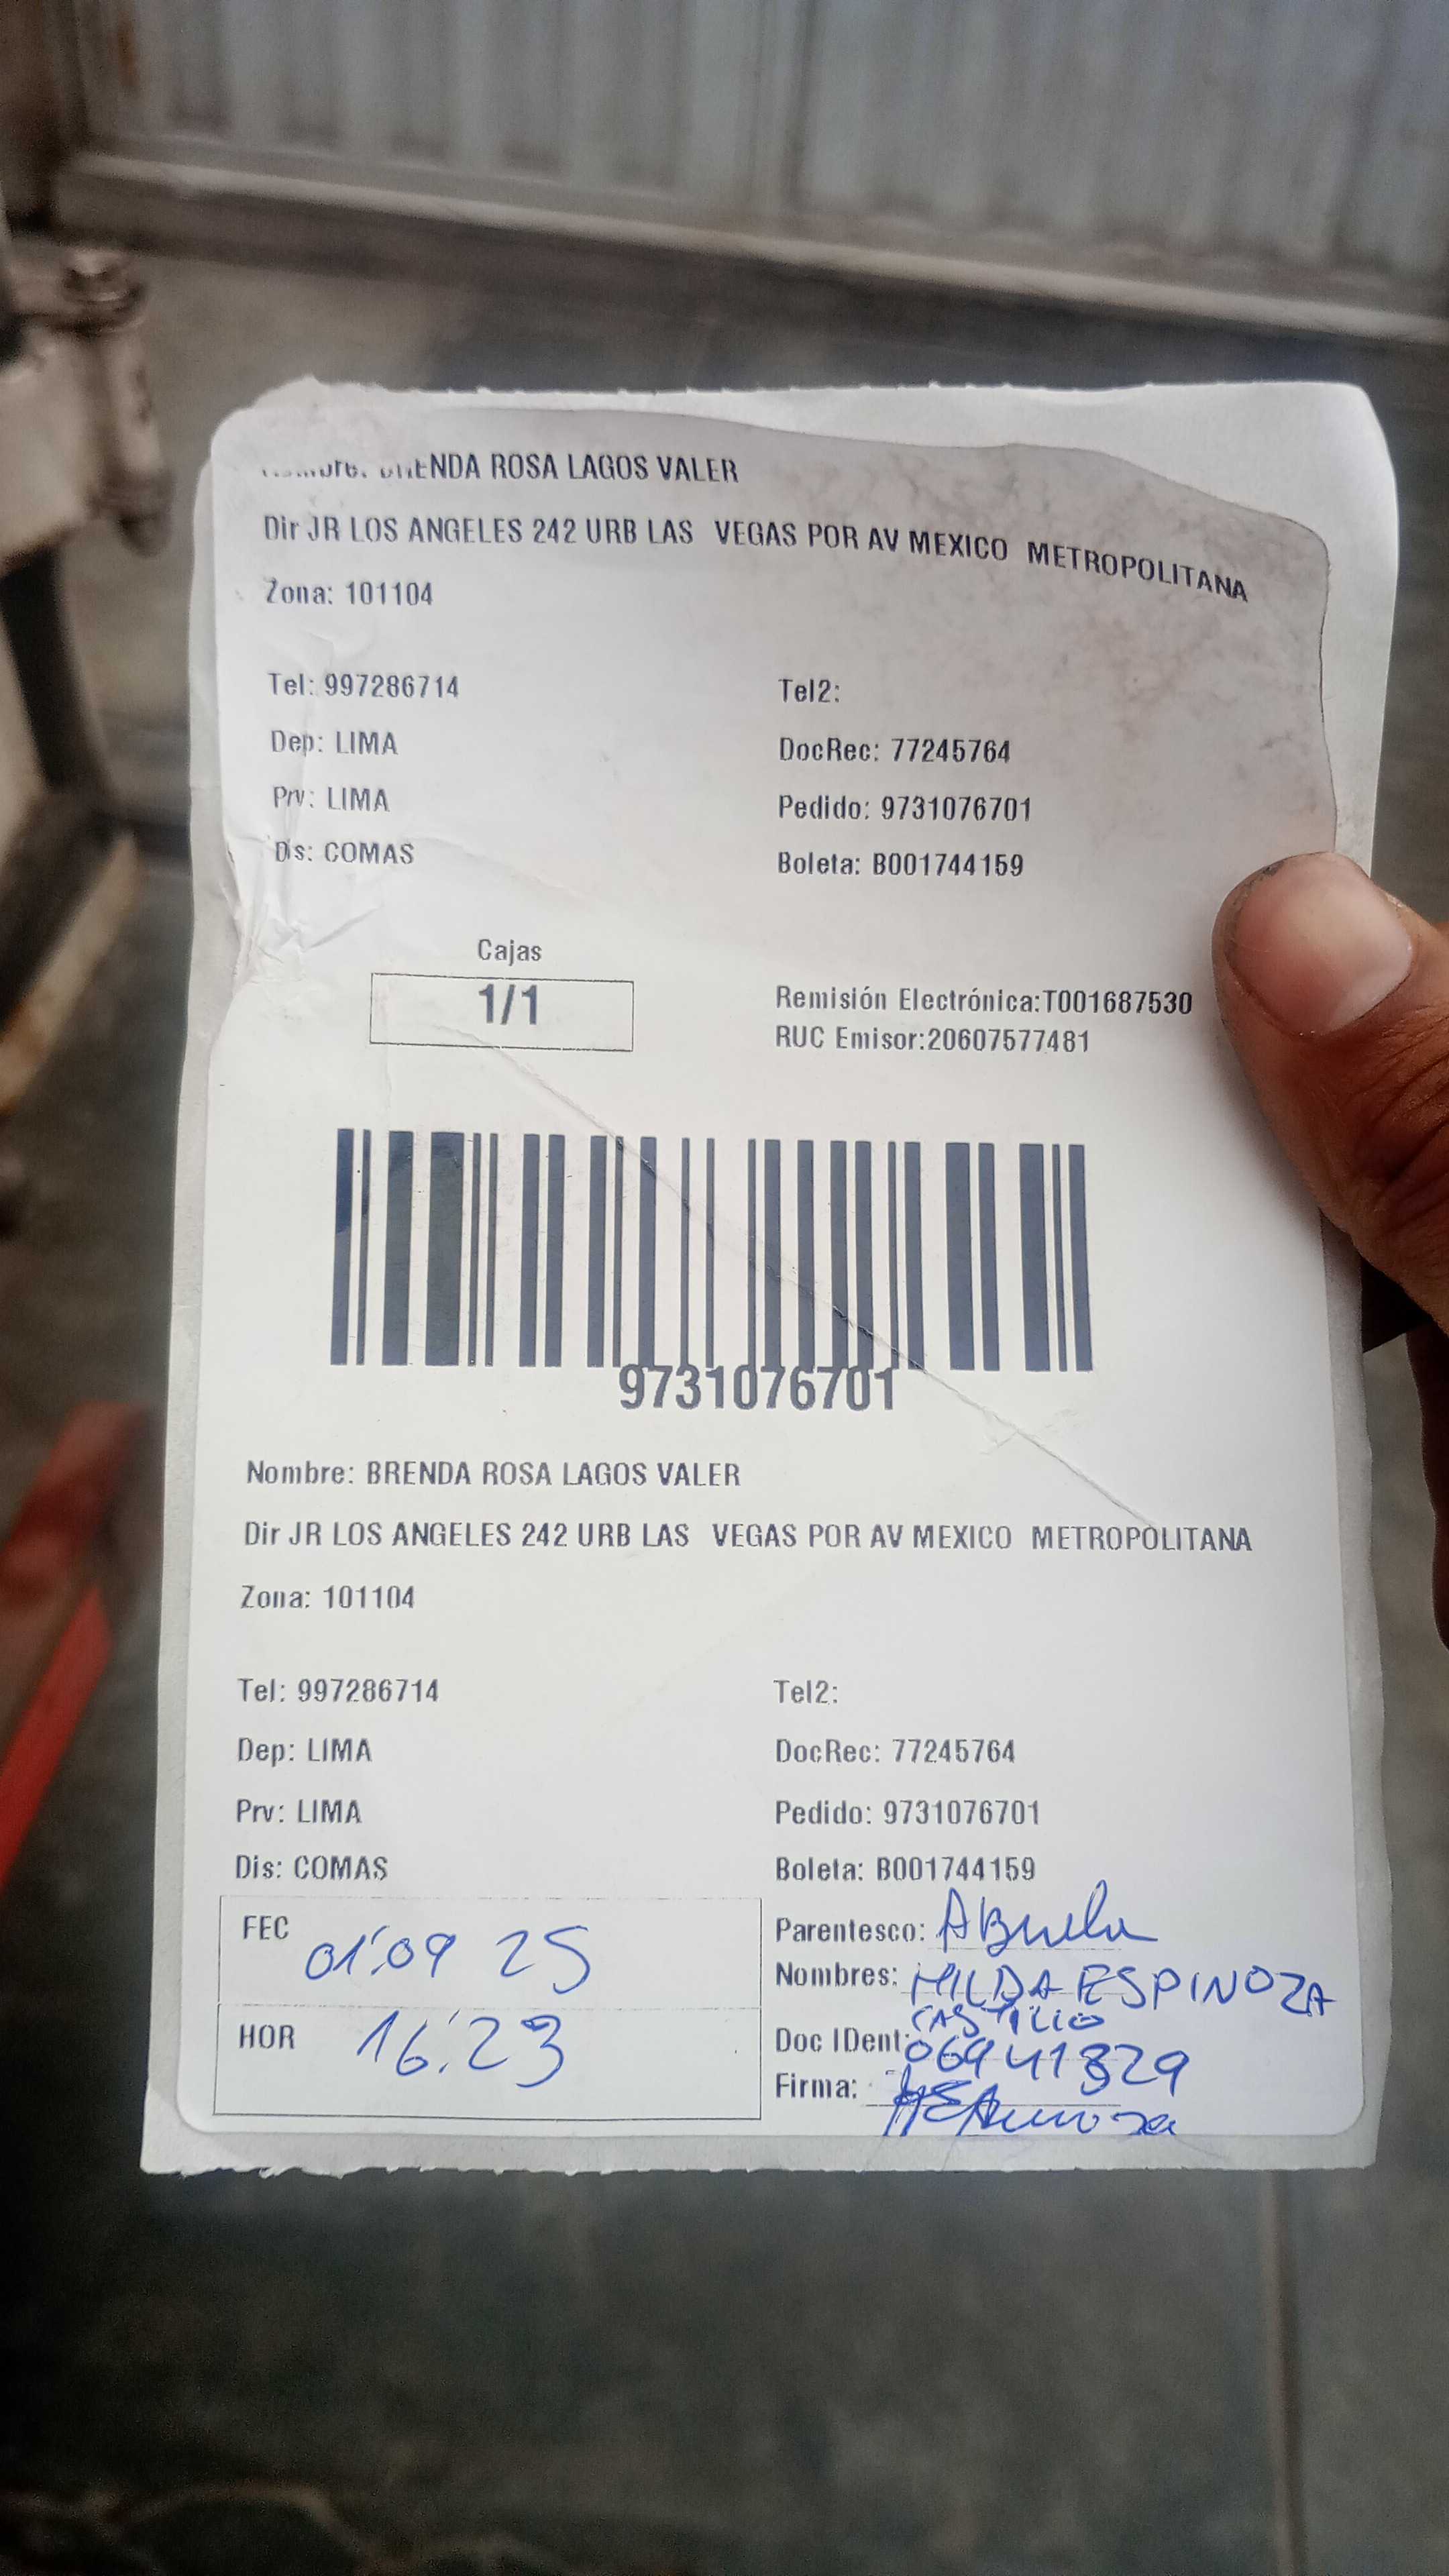 BRENDA ROSA LAGOS VALER
Dir JR LOS ANGELES 242 URB LAS VEGAS POR AV MEXICO METROPOLITANA
Zona: 101104
Tel: 997286714 Tel2:
Dep: LIMA DocRec: 77245764
Prv: LIMA Pedido: 9731076701
Dis: COMAS Boleta: B001744159
Cajas
1/1
Remisión Electrónica:T001687530
RUC Emisor:20607577481
9731076701
Nombre: BRENDA ROSA LAGOS VALER
Dir JR LOS ANGELES 242 URB LAS VEGAS POR AV MEXICO METROPOLITANA
Zona: 101104
Tel: 997286714 Tel2:
Dep: LIMA DocRec: 77245764
Prv: LIMA Pedido: 9731076701
Dis: COMAS Boleta: B001744159
FEC 01:09 25
HOR 16:23
Parentesco: Abuela
Nombres: HILDA ESPINOZA
CASTILLO
Doc IDent: 06941329
Firma: